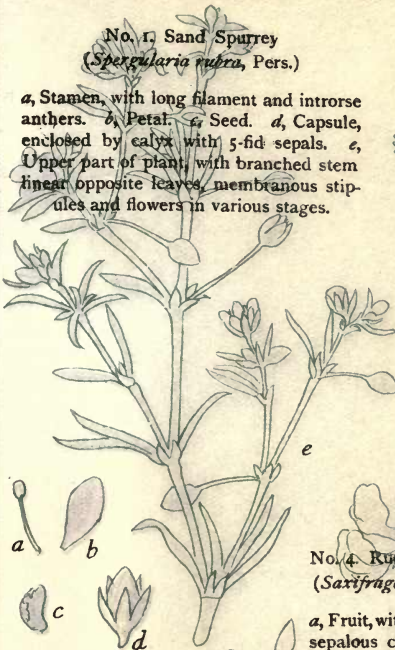 No. 1. Sand Spurrey
(Spergularia rubra, Pers.)
a, Stamen, with long filament and introrse
anthers. b, Petal. c, Seed. d, Capsule,
enclosed by calyx with 5-fid sepals. e,
Upper part of plant, with branched stem
linear opposite leaves, membranous stip-
ules and flowers in various stages.
e
a
b
c
d
No. 4. Ru
(Saxifrag
a, Fruit, wit
sepalous c